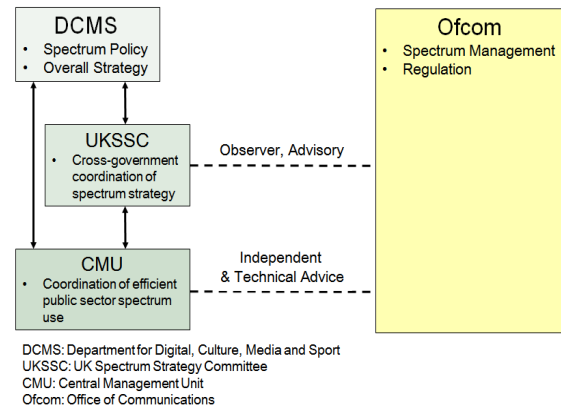 DCMS
• Spectrum Policy
• Overall Strategy
Ofcom
• Spectrum Management
• Regulation
UKSSC
• Cross-government
coordination of
spectrum strategy
Observer, Advisory
CMU
• Coordination of efficient
public sector spectrum
use
Independent
& Technical Advice
DCMS: Department for Digital, Culture, Media and Sport
UKSSC: UK Spectrum Strategy Committee
CMU: Central Management Unit
Ofcom: Office of Communications